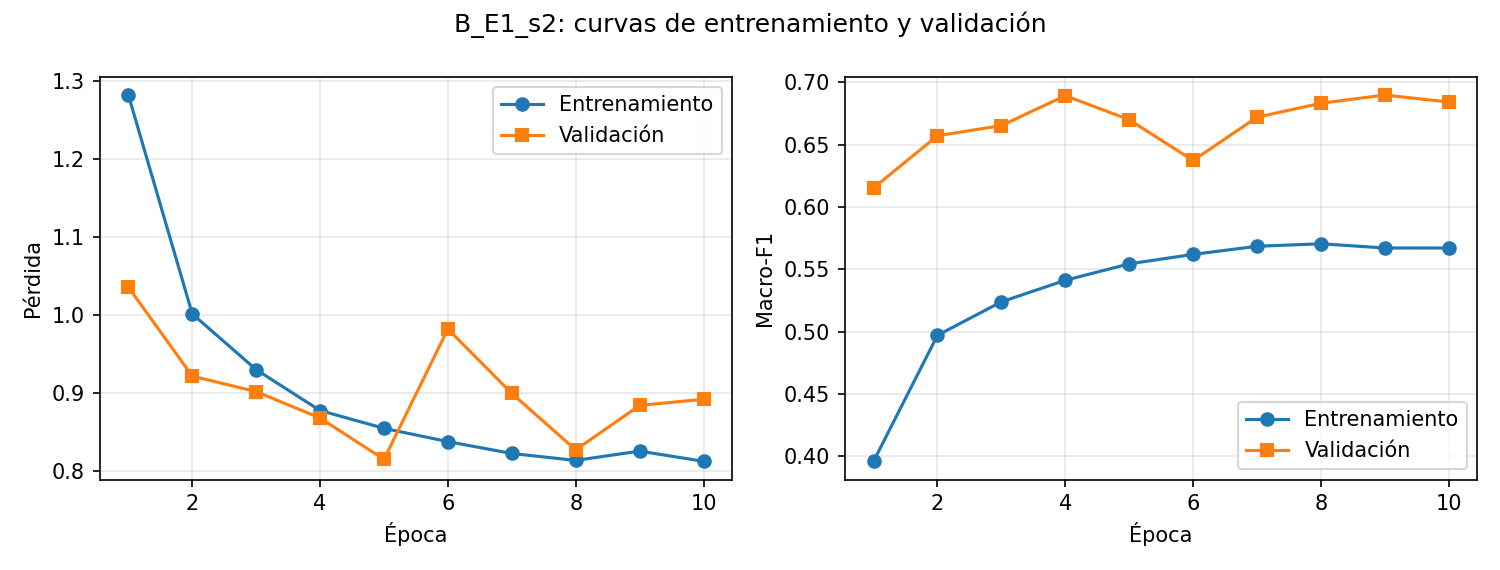 B_E1_s2: curvas de entrenamiento y validación
Pérdida
1.3
1.2
1.1
1.0
0.9
0.8
Entrenamiento
Validación
2
4
6
8
10
Época
Macro-F1
0.70
0.65
0.60
0.55
0.50
0.45
0.40
Entrenamiento
Validación
2
4
6
8
10
Época